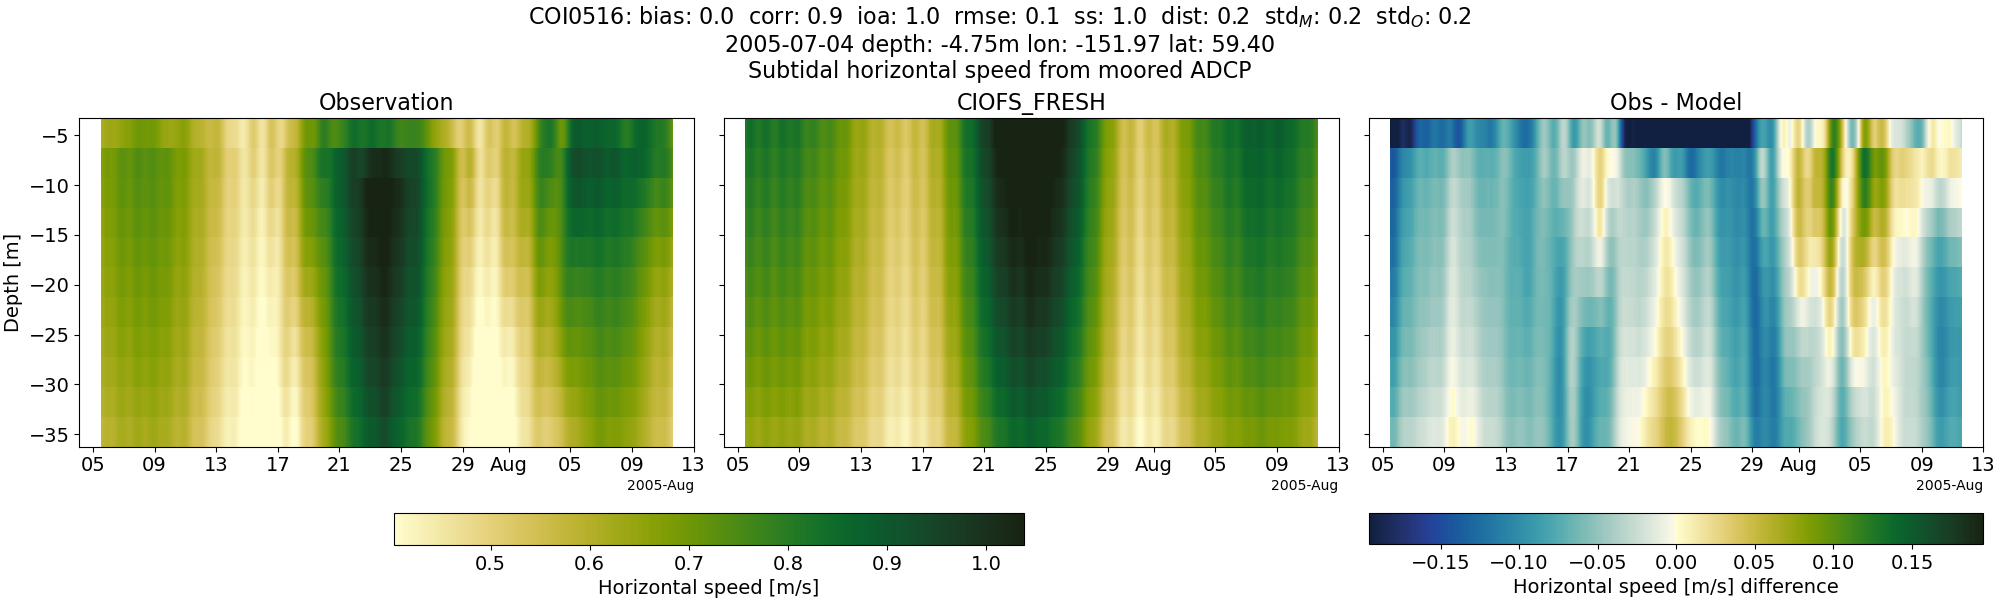 COI0516: bias: 0.0 corr: 0.9 ioa: 1.0 rmse: 0.1 ss: 1.0 dist: 0.2 std_M: 0.2 std_O: 0.2
2005-07-04 depth: -4.75m lon: -151.97 lat: 59.40
Subtidal horizontal speed from moored ADCP
Observation
CIOFS_FRESH
Obs - Model
Depth [m]
−5
−10
−15
−20
−25
−30
−35
05 09 13 17 21 25 29 Aug 05 09 13
2005-Aug
05 09 13 17 21 25 29 Aug 05 09 13
2005-Aug
05 09 13 17 21 25 29 Aug 05 09 13
2005-Aug
0.5 0.6 0.7 0.8 0.9 1.0
Horizontal speed [m/s]
−0.15 −0.10 −0.05 0.00 0.05 0.10 0.15
Horizontal speed [m/s] difference